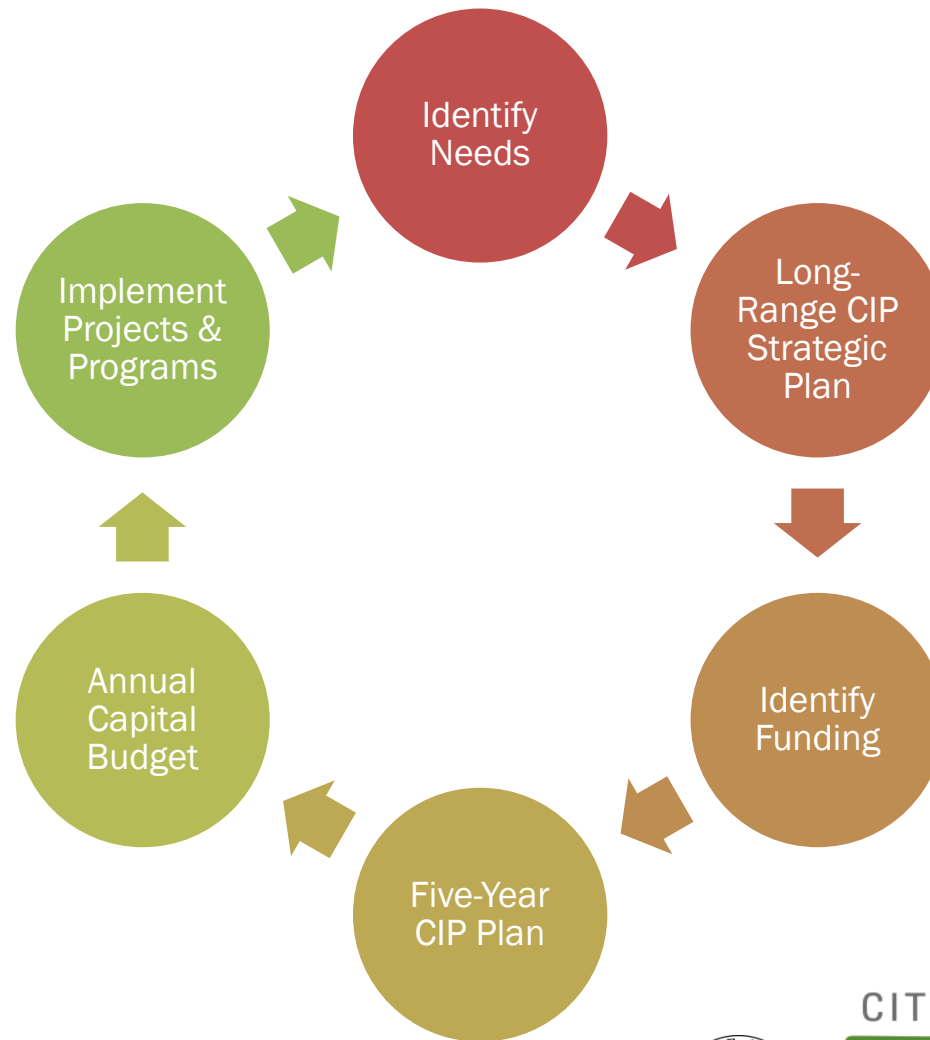 Identify
Needs
Long-
Range CIP
Strategic
Plan
Identify
Funding
Five-Year
CIP Plan
Annual
Capital
Budget
Implement
Projects &
Programs
CIT